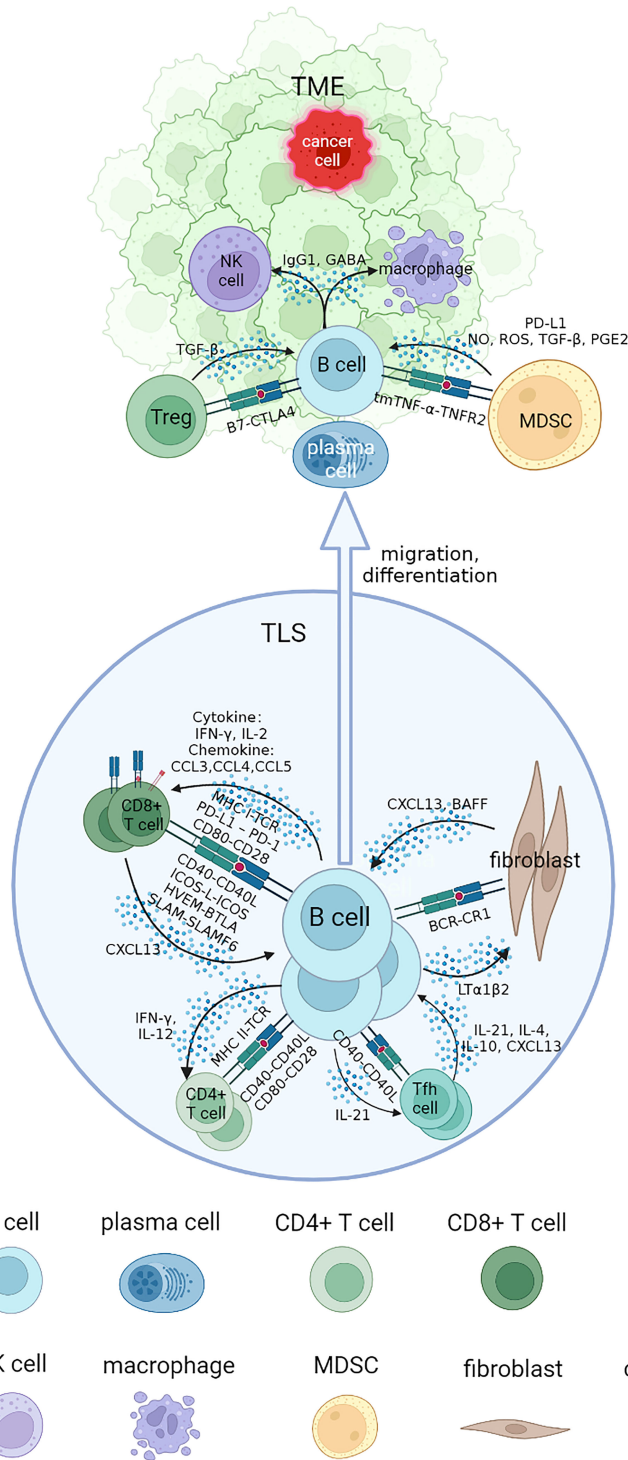 TME
cancer
cell
NK
cell
IgG1, GABA
macrophage
PD-L1
NO, ROS, TGF-β, PGE2
TGF-β
B cell
Treg
B7-CTLA4
tmTNF-α-TNFR2
MDSC
plasma
cell
migration,
differentiation
TLS
Cytokine:
IFN-γ, IL-2
Chemokine:
CCL3,CCL4,CCL5
CD8+
T cell
MHC I-TCR
PD-L1 – PD-1
CD80-CD28
CD40-CD40L
ICOS-L-ICOS
HVEM-BTLA
SLAM-SLAMF6
CXCL13
CXCL13, BAFF
fibroblast
B cell
BCR-CR1
LTα1β2
IFN-γ,
IL-12
MHC II-TCR
CD40-CD40L
CD80-CD28
CD4+
T cell
CD40-CD40L
IL-21
Tfh
cell
IL-21, IL-4,
IL-10, CXCL13
cell
plasma cell
CD4+ T cell
CD8+ T cell
K cell
macrophage
MDSC
fibroblast